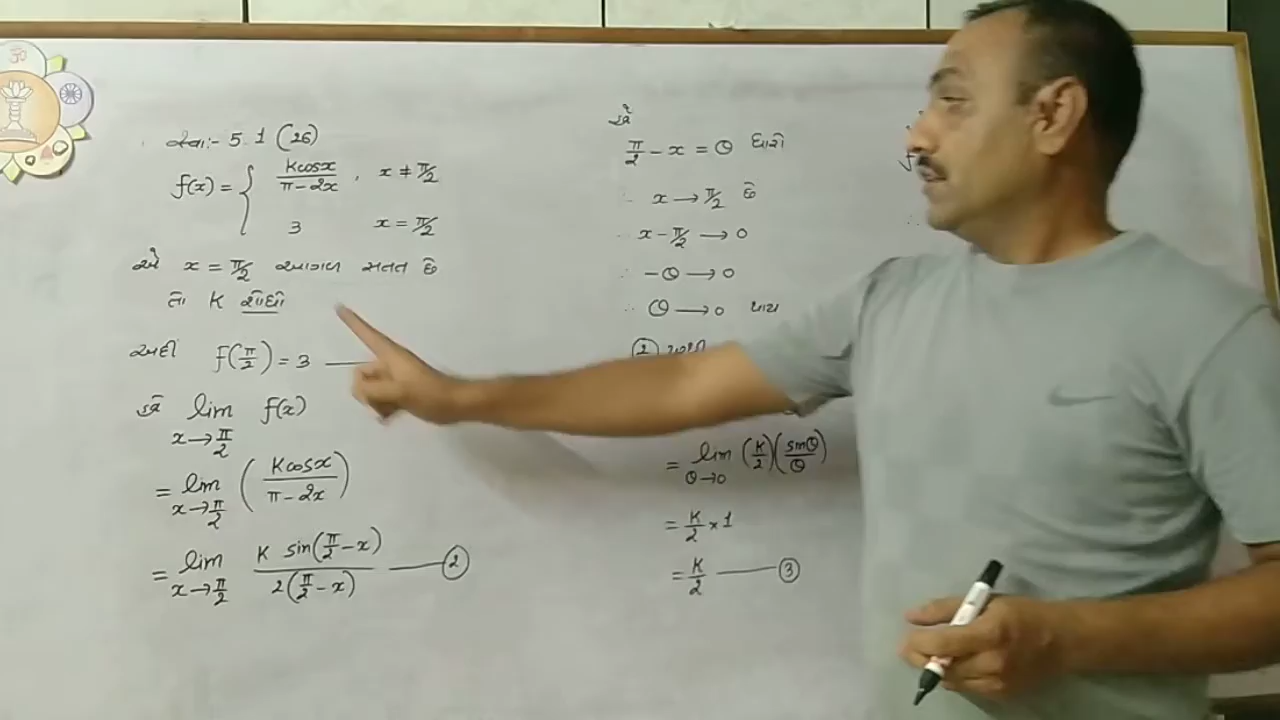 સ્વા:- 5.1 (26)
f(x) = { Kcosx / π - 2x , x ≠ π/2
3 x = π/2
એ x = π/2 આગળ સતત છે
તો K શોધો
અહીં f(π/2) = 3
હવે lim x→π/2 f(x)
= lim x→π/2 (Kcosx / π - 2x)
= lim x→π/2 K sin(π/2 - x) / 2(π/2 - x) ②
હવે
π/2 - x = θ ધારો
∴ x → π/2 છે
∴ x - π/2 → 0
∴ -θ → 0
∴ θ → 0 થાય
② પરથી
= lim θ→0 (K/2)(sinθ/θ)
= K/2 × 1
= K/2 ③